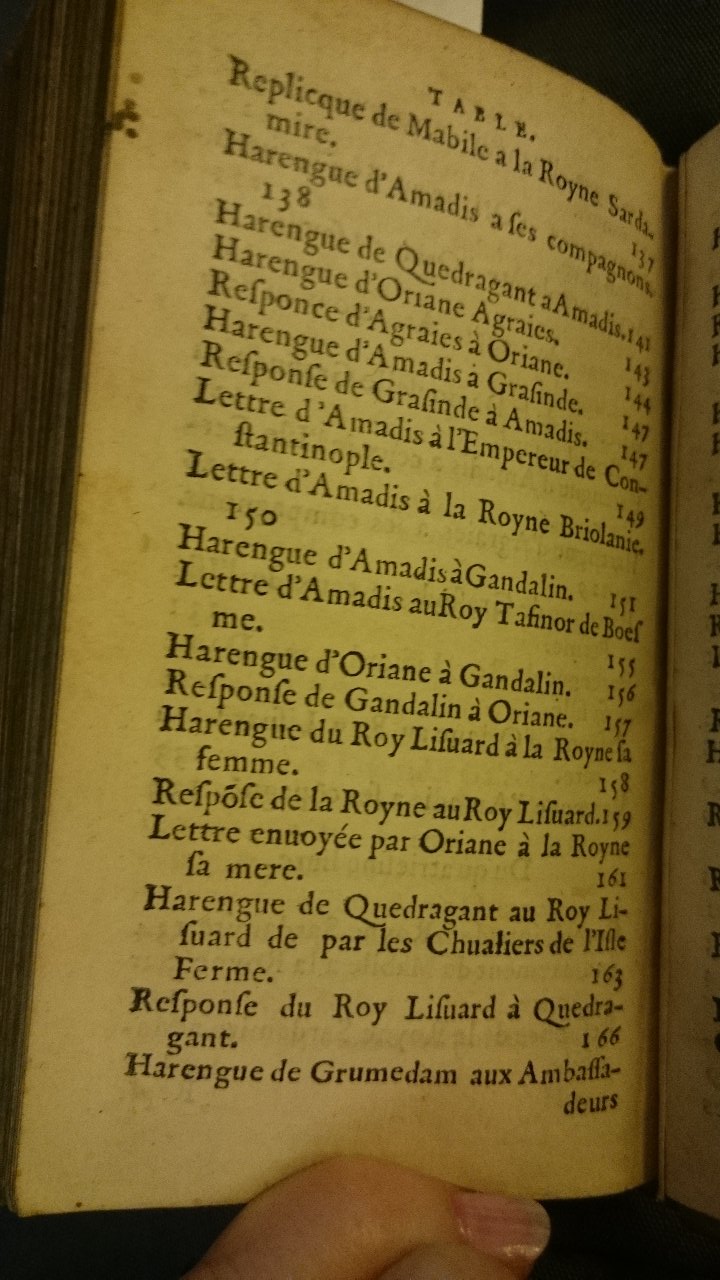 TABLE.
Replicque de Mabile a la Royne Sarda-
mire. 137
Harengue d'Amadis a ſes compagnons.
138
Harengue de Quedragant a Amadis. 141
Harengue d'Oriane Agraies. 143
Reſponce d'Agraies à Oriane. 144
Harengue d'Amadis à Graſinde. 147
Reſponſe de Graſinde à Amadis. 147
Lettre d'Amadis à l'Empereur de Con-
ſtantinople. 149
Lettre d'Amadis à la Royne Briolanie.
150
Harengue d'Amadis à Gandalin. 151
Lettre d'Amadis au Roy Tafinor de Boeſ
me. 155
Harengue d'Oriane à Gandalin. 156
Reſponſe de Gandalin à Oriane. 157
Harengue du Roy Liſuard à la Royne ſa
femme. 158
Reſpõſe de la Royne au Roy Liſuard. 159
Lettre enuoyée par Oriane à la Royne
ſa mere. 161
Harengue de Quedragant au Roy Li-
ſuard de par les Chualiers de l'Iſle
Ferme. 163
Reſponſe du Roy Liſuard à Quedra-
gant. 166
Harengue de Grumedam aux Ambaſſa-
deurs